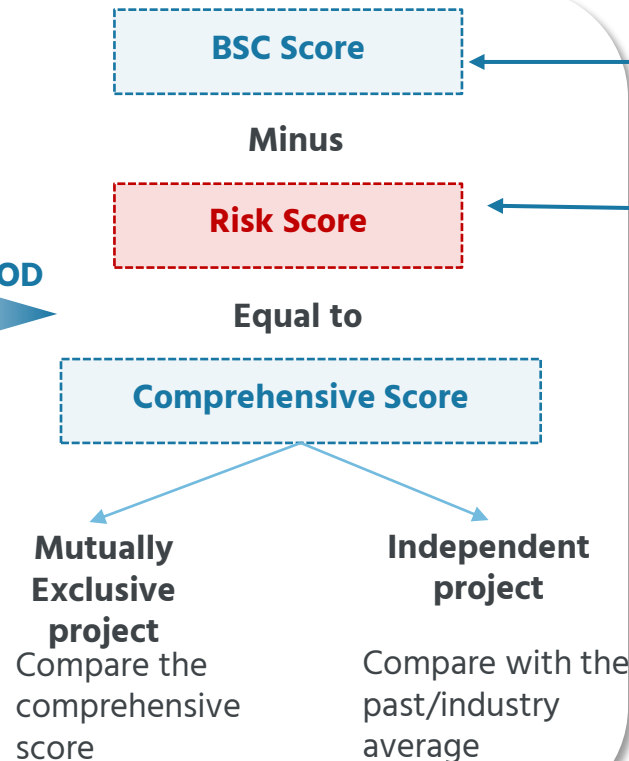 BSC Score
Minus
Risk Score
OD
Equal to
Comprehensive Score
Mutually
Exclusive
project
Compare the
comprehensive
score
Independent
project
Compare with the
past/industry
average